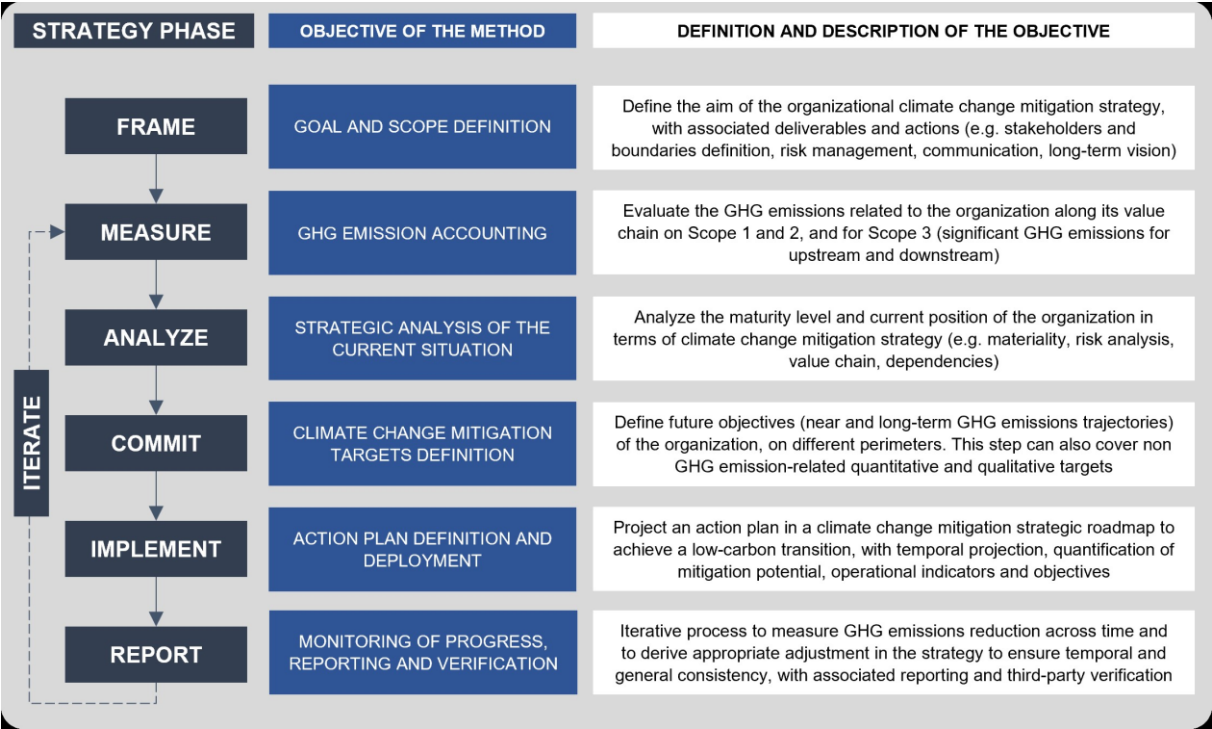 STRATEGY PHASE
OBJECTIVE OF THE METHOD
DEFINITION AND DESCRIPTION OF THE OBJECTIVE
FRAME
GOAL AND SCOPE DEFINITION
Define the aim of the organizational climate change mitigation strategy,
with associated deliverables and actions (e.g. stakeholders and
boundaries definition, risk management, communication, long-term vision)
MEASURE
GHG EMISSION ACCOUNTING
Evaluate the GHG emissions related to the organization along its value
chain on Scope 1 and 2, and for Scope 3 (significant GHG emissions for
upstream and downstream)
ANALYZE
STRATEGIC ANALYSIS OF THE
CURRENT SITUATION
Analyze the maturity level and current position of the organization in
terms of climate change mitigation strategy (e.g. materiality, risk analysis,
value chain, dependencies)
ITERATE
COMMIT
CLIMATE CHANGE MITIGATION
TARGETS DEFINITION
Define future objectives (near and long-term GHG emissions trajectories)
of the organization, on different perimeters. This step can also cover non
GHG emission-related quantitative and qualitative targets
IMPLEMENT
ACTION PLAN DEFINITION AND
DEPLOYMENT
Project an action plan in a climate change mitigation strategic roadmap to
achieve a low-carbon transition, with temporal projection, quantification of
mitigation potential, operational indicators and objectives
REPORT
MONITORING OF PROGRESS,
REPORTING AND VERIFICATION
Iterative process to measure GHG emissions reduction across time and
to derive appropriate adjustment in the strategy to ensure temporal and
general consistency, with associated reporting and third-party verification